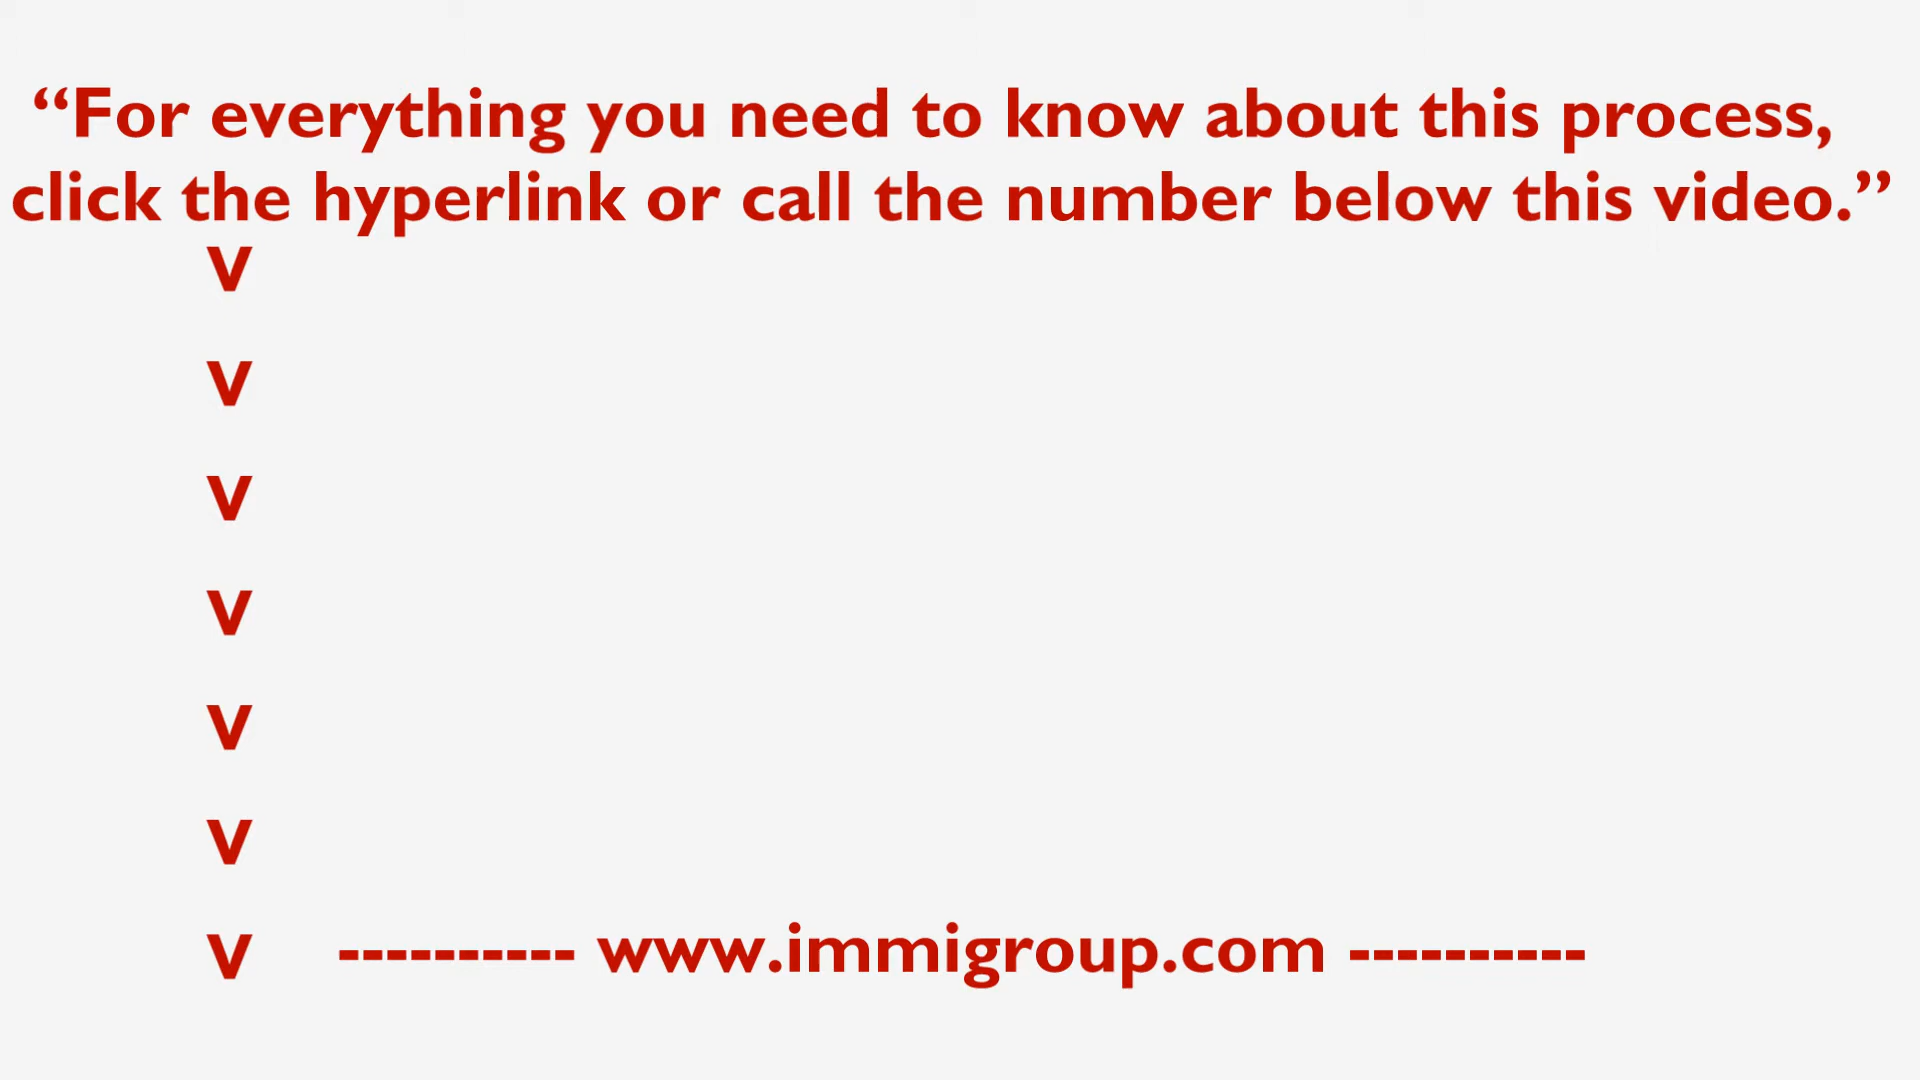 “For everything you need to know about this process,
click the hyperlink or call the number below this video.”
V
V
V
V
V
V
V ---------- www.immigroup.com ----------